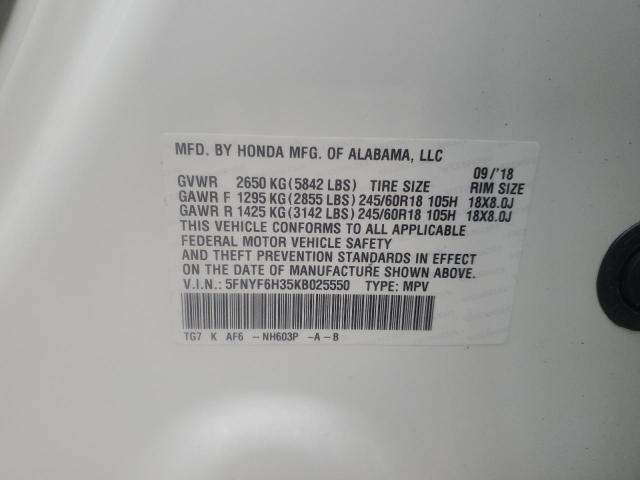 MFD. BY HONDA MFG. OF ALABAMA, LLC
09/'18
GVWR 2650 KG(5842 LBS) TIRE SIZE RIM SIZE
GAWR F 1295 KG(2855 LBS)245/60R18 105H 18X8.0J
GAWR R 1425 KG(3142 LBS)245/60R18 105H 18X8.0J
THIS VEHICLE CONFORMS TO ALL APPLICABLE
FEDERAL MOTOR VEHICLE SAFETY
AND THEFT PREVENTION STANDARDS IN EFFECT
ON THE DATE OF MANUFACTURE SHOWN ABOVE.
V.I.N.: 5FNYF6H35KB025550 TYPE: MPV
TG7 K AF6 -NH603P -A-B